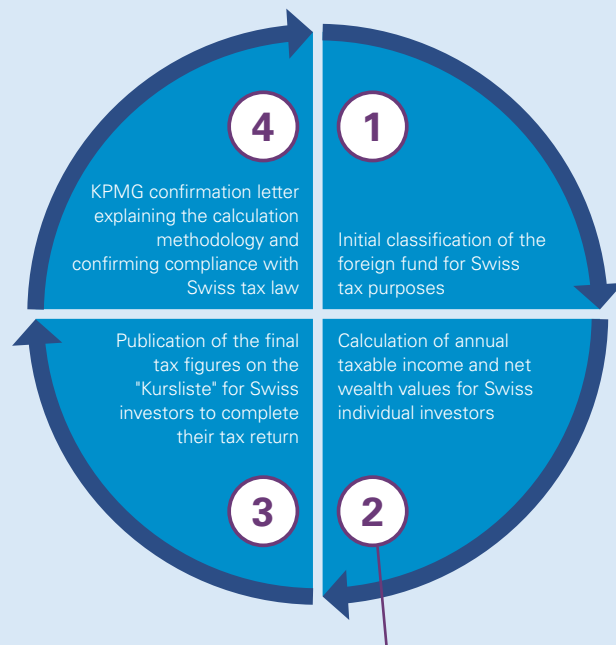 1
Initial classification of the
foreign fund for Swiss
tax purposes
Calculation of annual
taxable income and net
wealth values for Swiss
individual investors
2
Publication of the final
tax figures on the
"Kursliste" for Swiss
investors to complete
their tax return
3
4
KPMG confirmation letter
explaining the calculation
methodology and
confirming compliance with
Swiss tax law